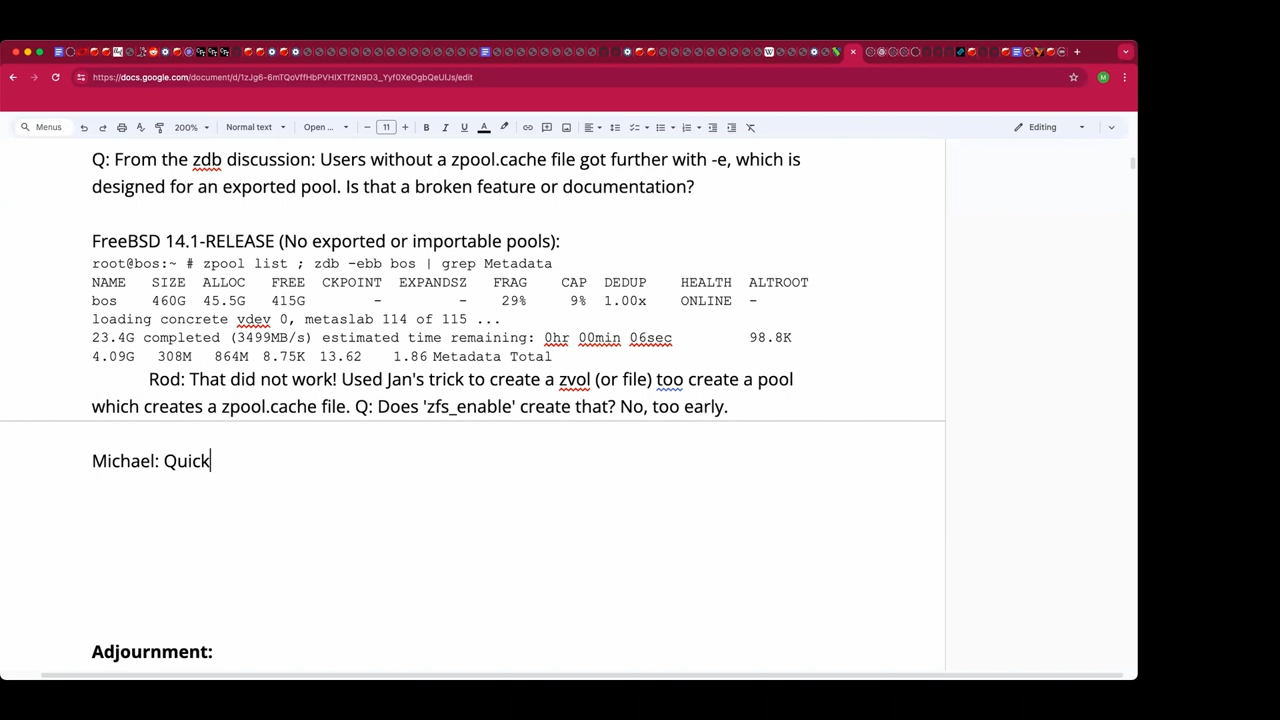 https://docs.google.com/document/d/1zJg6-6mTQoVffHbPVHIXTf2N9D3_Yyf0XeOgbQeUIJs/edit
M
Menus
200%
Normal text
Open ...
11
B
I
U
A
Editing
Q: From the zdb discussion: Users without a zpool.cache file got further with -e, which is
designed for an exported pool. Is that a broken feature or documentation?
FreeBSD 14.1-RELEASE (No exported or importable pools):
root@bos:~ # zpool list ; zdb -ebb bos | grep Metadata
NAME SIZE ALLOC FREE CKPOINT EXPANDSZ FRAG CAP DEDUP HEALTH ALTROOT
bos 460G 45.5G 415G - - 29% 9% 1.00x ONLINE -
loading concrete vdev 0, metaslab 114 of 115 ...
23.4G completed (3499MB/s) estimated time remaining: 0hr 00min 06sec 98.8K
4.09G 308M 864M 8.75K 13.62 1.86 Metadata Total
Rod: That did not work! Used Jan's trick to create a zvol (or file) too create a pool
which creates a zpool.cache file. Q: Does 'zfs_enable' create that? No, too early.
Michael: Quick
Adjournment: